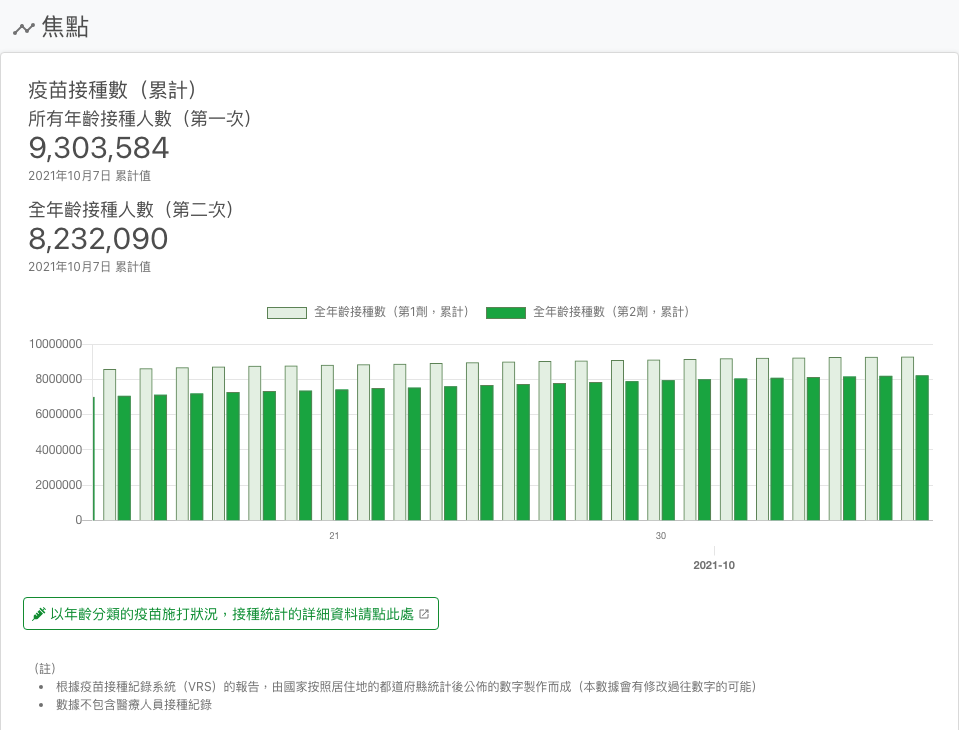 焦點
疫苗接種數（累計）
所有年齡接種人數（第一次）
9,303,584
2021年10月7日 累計值
全年齡接種人數（第二次）
8,232,090
2021年10月7日 累計值
全年齡接種數（第1劑，累計） 全年齡接種數（第2劑，累計）
10000000
8000000
6000000
4000000
2000000
0
21 30
2021-10
以年齡分類的疫苗施打狀況，接種統計的詳細資料請點此處
（註）
• 根據疫苗接種紀錄系統（VRS）的報告，由國家按照居住地的都道府縣統計後公佈的數字製作而成（本數據會有修改過往數字的可能）
• 數據不包含醫療人員接種紀錄